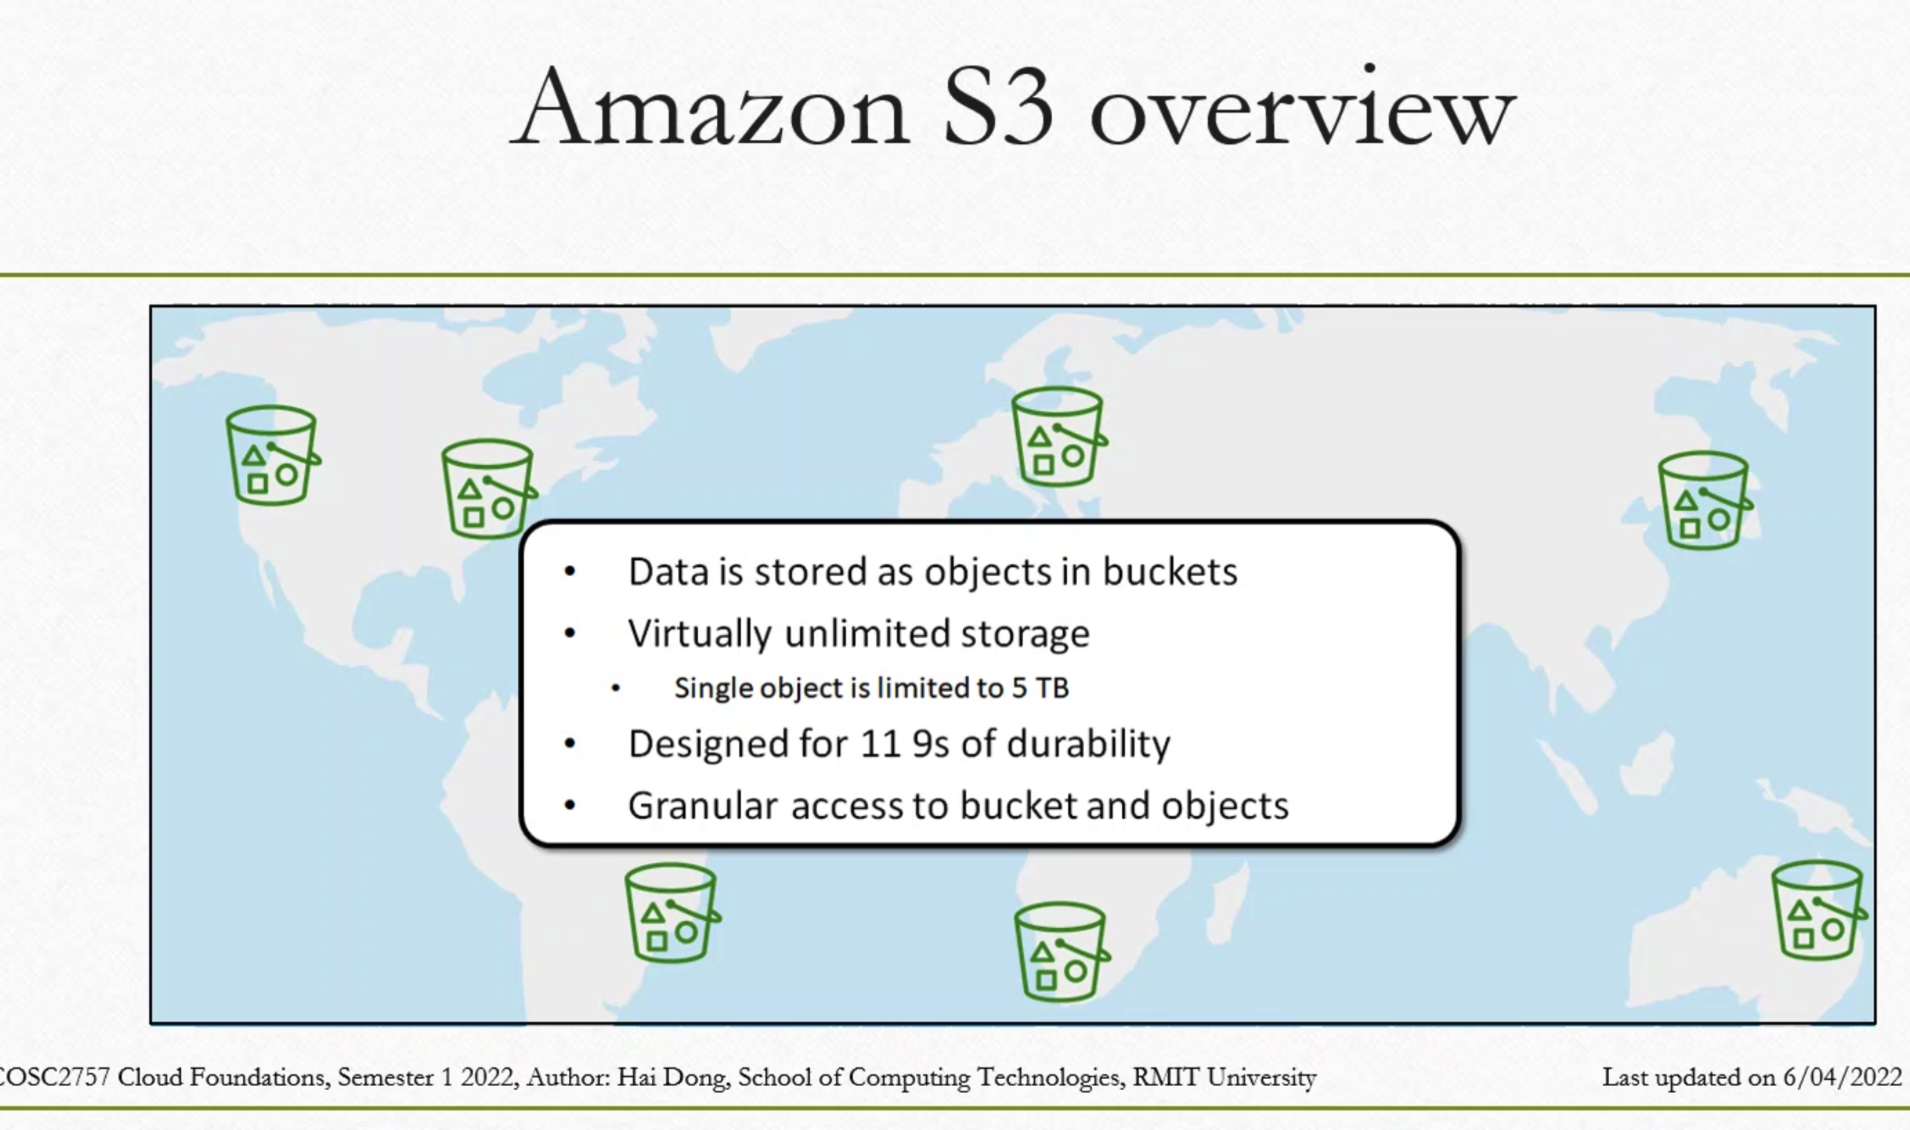 Amazon S3 overview
• Data is stored as objects in buckets
• Virtually unlimited storage
• Single object is limited to 5 TB
• Designed for 11 9s of durability
• Granular access to bucket and objects
COSC2757 Cloud Foundations, Semester 1 2022, Author: Hai Dong, School of Computing Technologies, RMIT University
Last updated on 6/04/2022